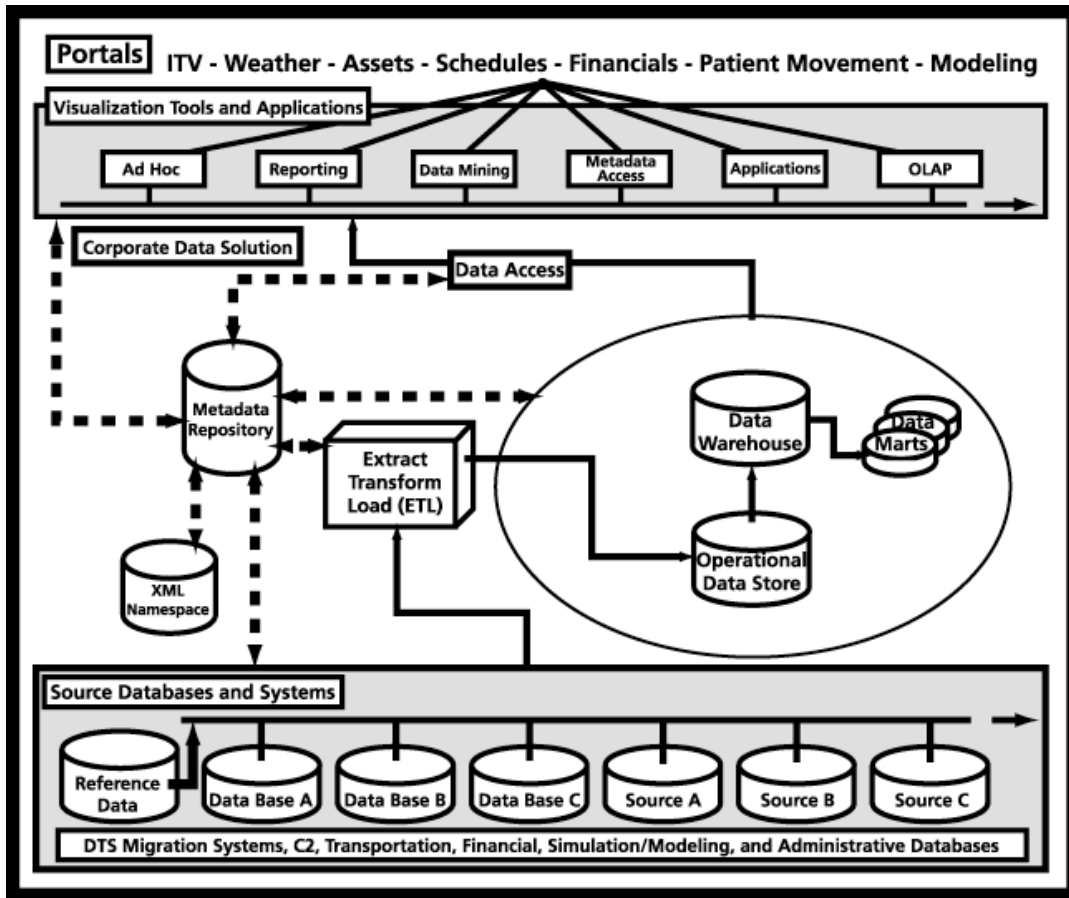 Portals
ITV - Weather - Assets - Schedules - Financials - Patient Movement - Modeling
Visualization Tools and Applications
Ad Hoc
Reporting
Data Mining
Metadada
Access
Applications
OLAP
Corporate Data Solution
Data Access
Metadata
Repository
Extract
Transform
Load (ETL)
Data
Warehouse
Data
Marts
Operational
Data Store
XML
Namespace
Source Databases and Systems
Reference
Data
Data Base A
Data Base B
Data Base C
Source A
Source B
Source C
DTS Migration Systems, C2, Transportation, Financial, Simulation/Modeling, and Administrative Databases